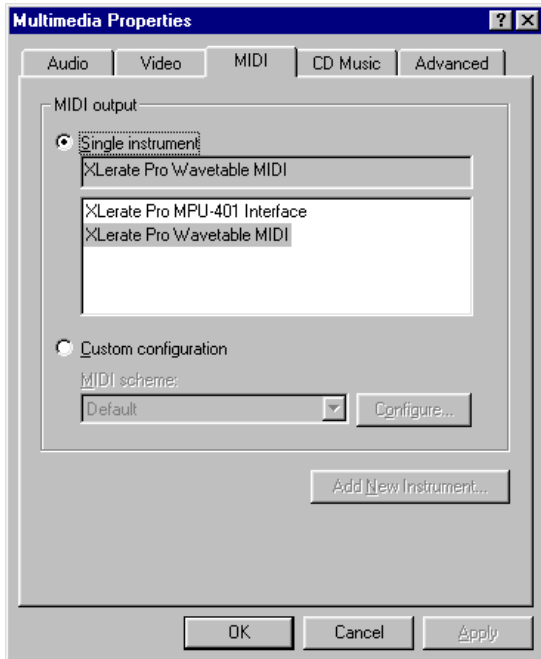 Multimedia Properties ? X
Audio Video MIDI CD Music Advanced
MIDI output
Single instrument
XLerate Pro Wavetable MIDI
XLerate Pro MPU-401 Interface
XLerate Pro Wavetable MIDI
Custom configuration
MIDI scheme:
Default Configure...
Add New Instrument...
OK Cancel Apply